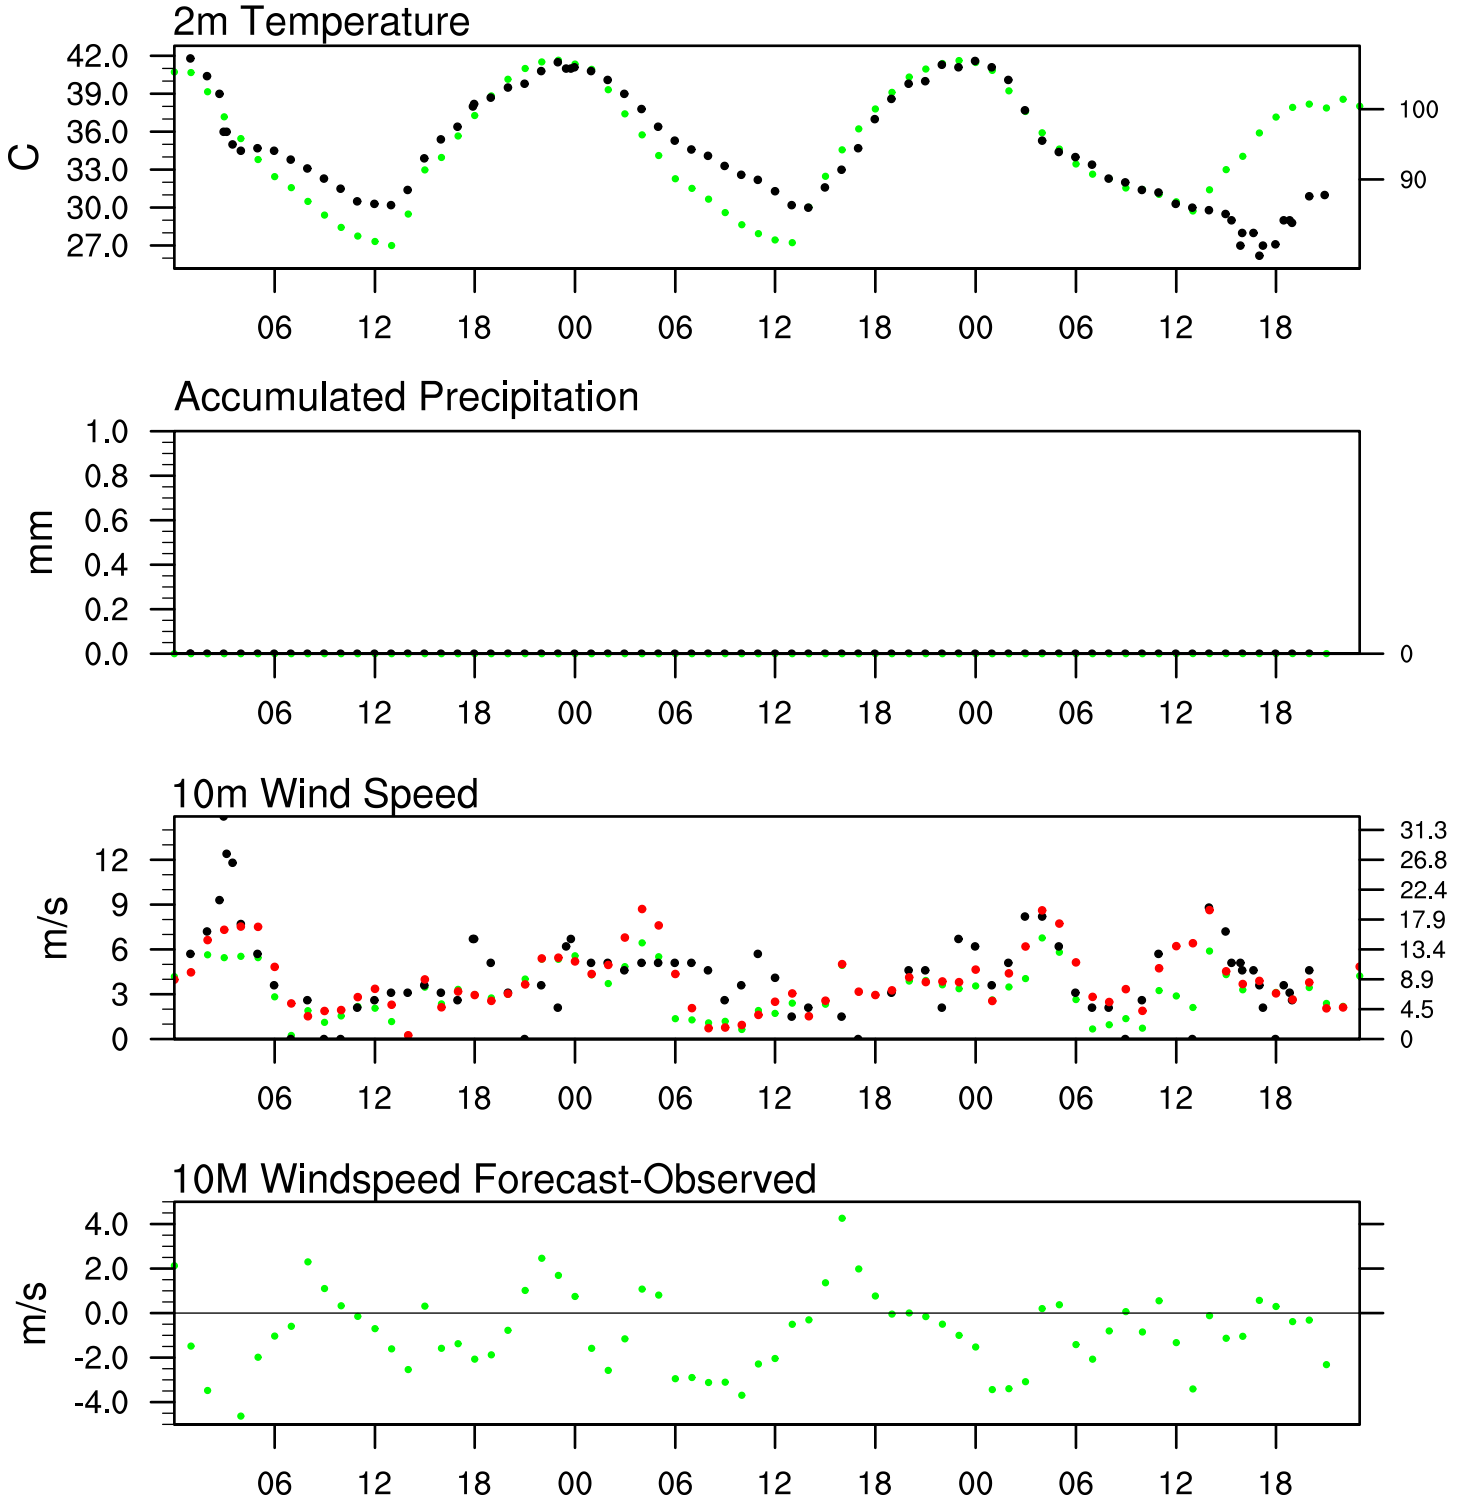 2m Temperature
42.0
39.0
36.0
33.0
30.0
27.0
C
100
90
06 12 18 00 06 12 18 00 06 12 18
Accumulated Precipitation
1.0
0.8
0.6
0.4
0.2
0.0
mm
0
06 12 18 00 06 12 18 00 06 12 18
10m Wind Speed
12
9
6
3
0
m/s
31.3
26.8
22.4
17.9
13.4
8.9
4.5
0
06 12 18 00 06 12 18 00 06 12 18
10M Windspeed Forecast-Observed
4.0
2.0
0.0
-2.0
-4.0
m/s
06 12 18 00 06 12 18 00 06 12 18